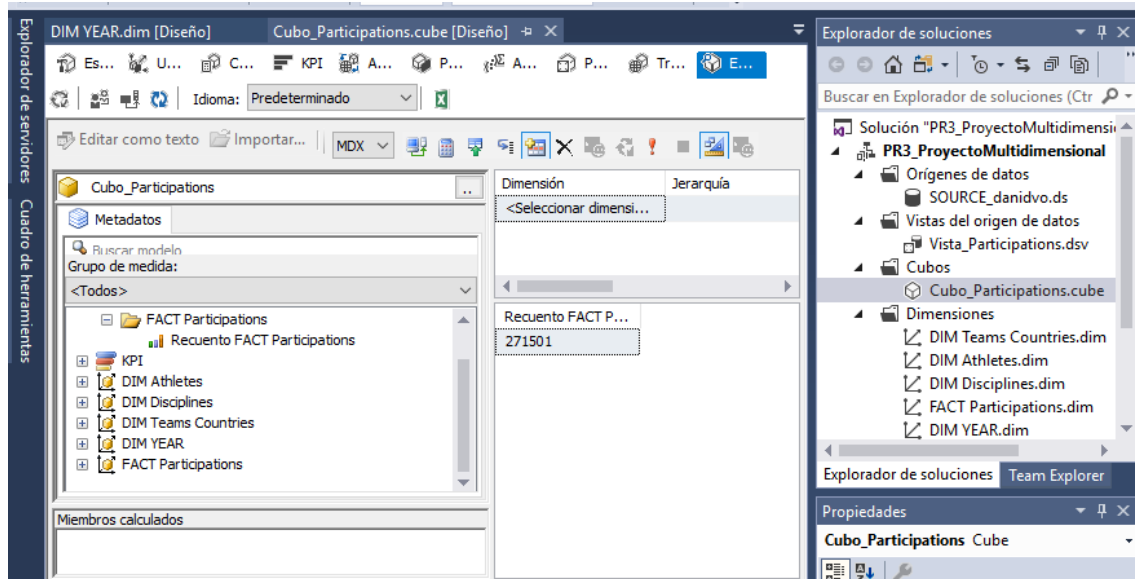 Explorador de servidores
Cuadro de herramientas
DIM YEAR.dim [Diseño]
Cubo_Participations.cube [Diseño]
Es... U... C... KPI A... P... A... P... Tr... E...
Idioma: Predeterminado
Editar como texto Importar... MDX
Cubo_Participations ..
Metadatos
Buscar modelo
Grupo de medida:
<Todos>
FACT Participations
Recuento FACT Participations
KPI
DIM Athletes
DIM Disciplines
DIM Teams Countries
DIM YEAR
FACT Participations
Miembros calculados
Dimensión Jerarquía
<Seleccionar dimensi...
Recuento FACT P...
271501
Explorador de soluciones
Buscar en Explorador de soluciones (Ctr
Solución "PR3_ProyectoMultidimensi
PR3_ProyectoMultidimensional
Orígenes de datos
SOURCE_danidvo.ds
Vistas del origen de datos
Vista_Participations.dsv
Cubos
Cubo_Participations.cube
Dimensiones
DIM Teams Countries.dim
DIM Athletes.dim
DIM Disciplines.dim
FACT Participations.dim
DIM YEAR.dim
Explorador de soluciones Team Explorer
Propiedades
Cubo_Participations Cube